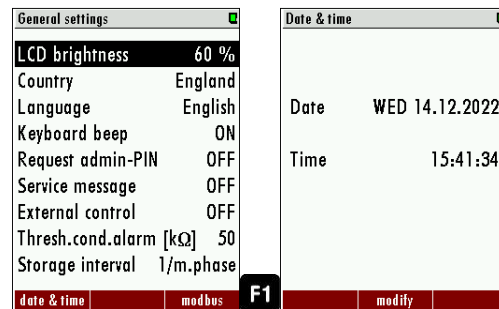 General settings
LCD brightness 60 %
Country England
Language English
Keyboard beep ON
Request admin-PIN OFF
Service message OFF
External control OFF
Thresh.cond.alarm [kΩ] 50
Storage interval 1/m.phase
date & time modbus
F1
Date & time
Date WED 14.12.2022
Time 15:41:34
modify